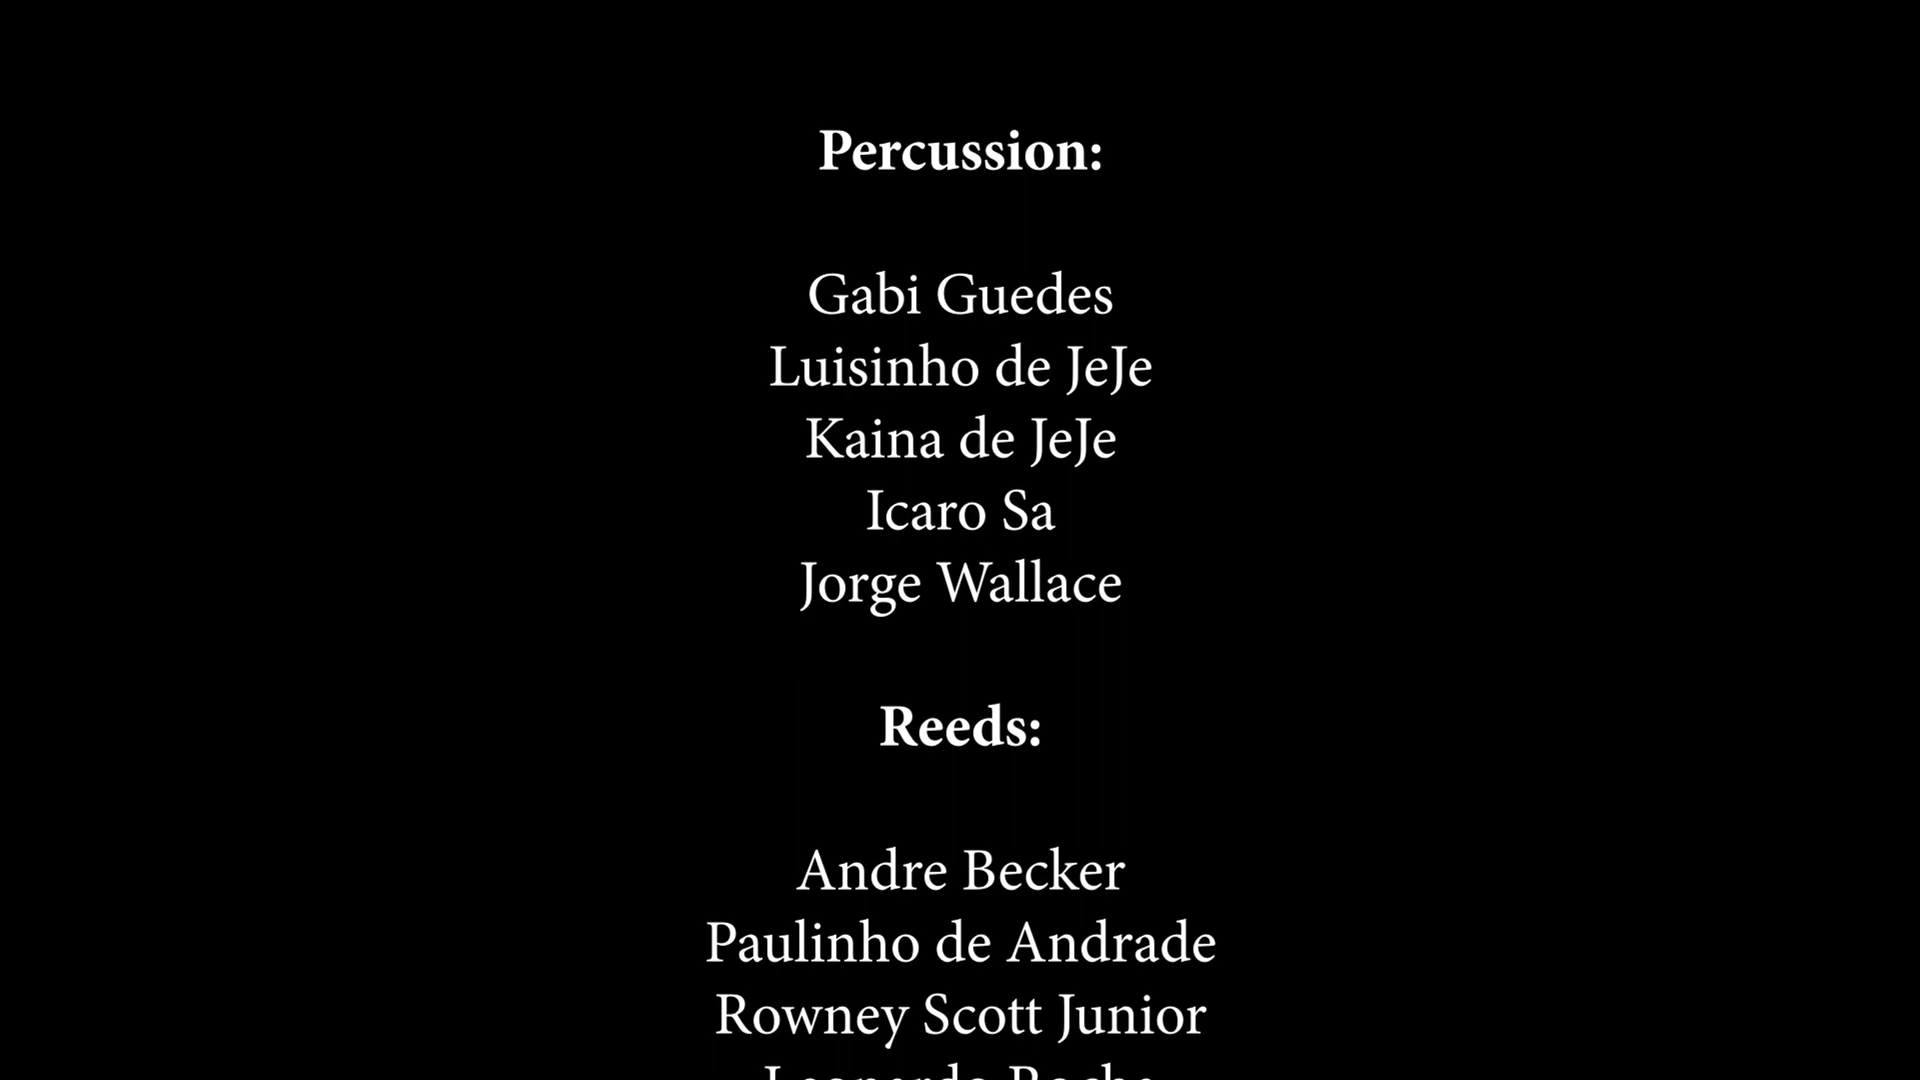 Percussion:
Gabi Guedes
Luisinho de JeJe
Kaina de JeJe
Icaro Sa
Jorge Wallace
Reeds:
Andre Becker
Paulinho de Andrade
Rowney Scott Junior